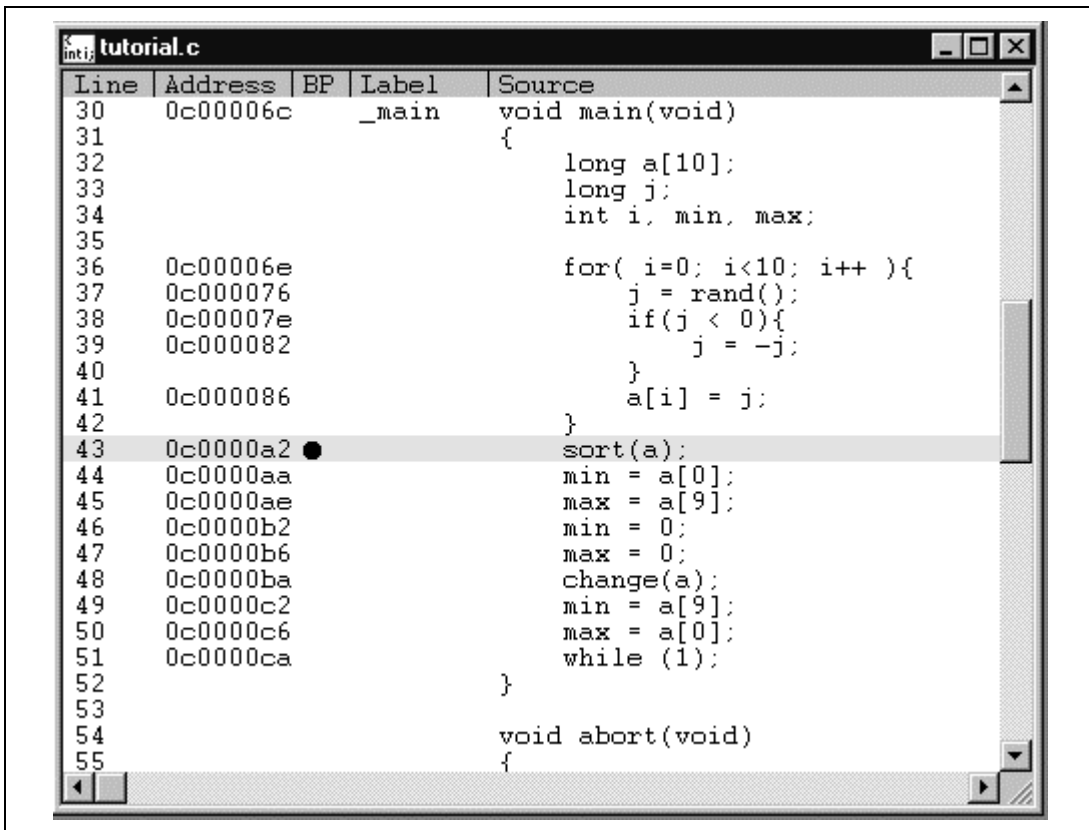 tutorial.c
Line Address BP Label Source
30 0c00006c _main void main(void)
31 {
32 long a[10];
33 long j;
34 int i, min, max;
35
36 0c00006e for( i=0; i<10; i++ ){
37 0c000076 j = rand();
38 0c00007e if(j < 0){
39 0c000082 j = -j;
40 }
41 0c000086 a[i] = j;
42 }
43 0c0000a2 sort(a);
44 0c0000aa min = a[0];
45 0c0000ae max = a[9];
46 0c0000b2 min = 0;
47 0c0000b6 max = 0;
48 0c0000ba change(a);
49 0c0000c2 min = a[9];
50 0c0000c6 max = a[0];
51 0c0000ca while (1);
52 }
53
54 void abort(void)
55 {